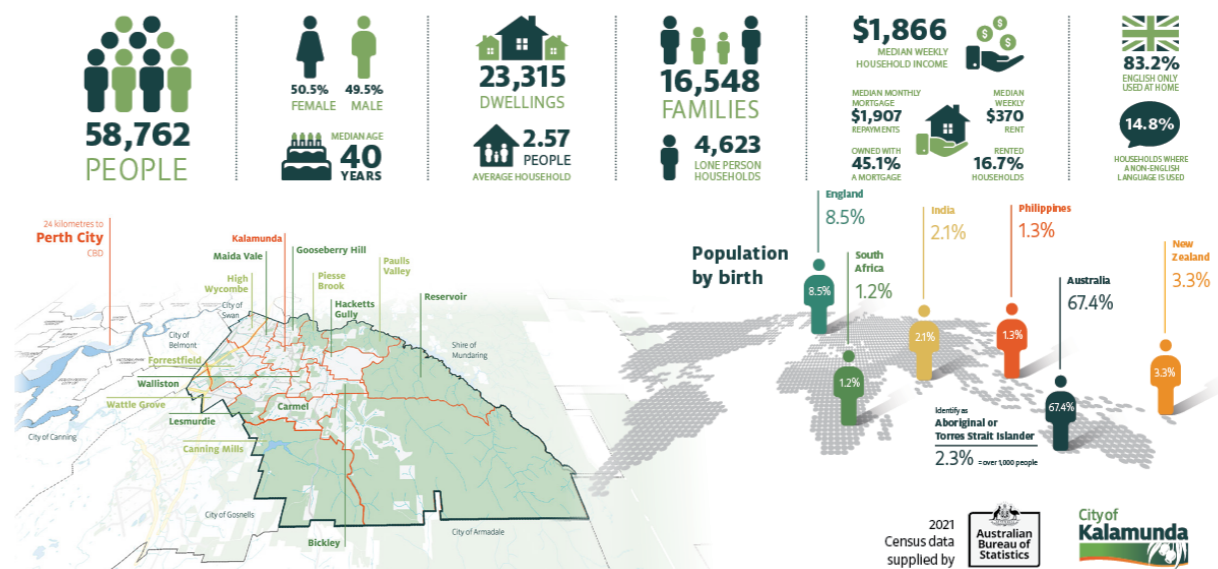 58,762
PEOPLE
50.5%
FEMALE
49.5%
MALE
MEDIAN AGE
40
YEARS
23,315
DWELLINGS
2.57
PEOPLE
AVERAGE HOUSEHOLD
16,548
FAMILIES
4,623
LONE PERSON
HOUSEHOLDS
$1,866
MEDIAN WEEKLY
HOUSEHOLD INCOME
$
$
$
MEDIAN MONTHLY
MORTGAGE
$1,907
REPAYMENTS
MEDIAN
WEEKLY
$370
RENT
OWNED WITH
45.1%
A MORTGAGE
RENTED
16.7%
HOUSEHOLDS
83.2%
ENGLISH ONLY
USED AT HOME
14.8%
HOUSEHOLDS WHERE
A NON-ENGLISH
LANGUAGE IS USED
24 kilometres to
Perth City
CBD
Kalamunda
Maida Vale
Gooseberry Hill
High
Wycombe
Piesse
Brook
Paulls
Valley
Hacketts
Gully
Reservoir
City of
Swan
City of
Belmont
Shire of
Mundaring
Forrestfield
Walliston
Wattle Grove
Lesmurdie
Carmel
City of Canning
Canning Mills
City of Gosnells
Bickley
City of Armadale
Population
by birth
England
8.5%
8.5%
South
Africa
1.2%
1.2%
India
2.1%
2.1%
Philippines
1.3%
1.3%
Australia
67.4%
67.4%
New
Zealand
3.3%
3.3%
Identify as
Aboriginal or
Torres Strait Islander
2.3% = over 1,000 people
2021
Census data
supplied by
Australian
Bureau of
Statistics
City of
Kalamunda